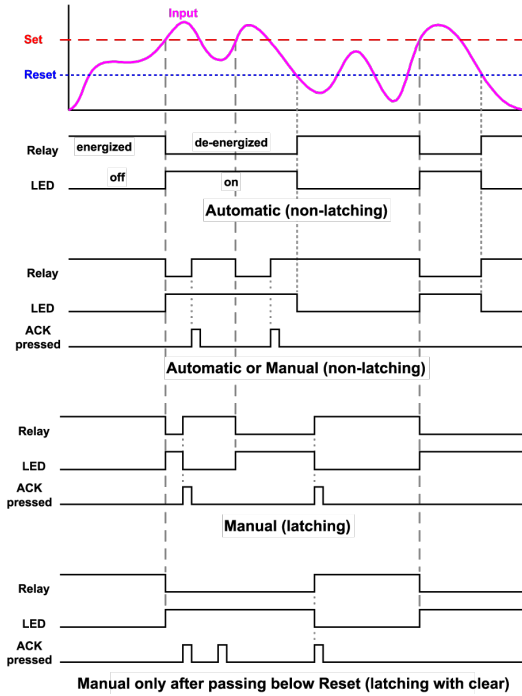 Input
Set
Reset
energized
de-energized
Relay
off
on
LED
Automatic (non-latching)
Relay
LED
ACK
pressed
Automatic or Manual (non-latching)
Relay
LED
ACK
pressed
Manual (latching)
Relay
LED
ACK
pressed
Manual only after passing below Reset (latching with clear)